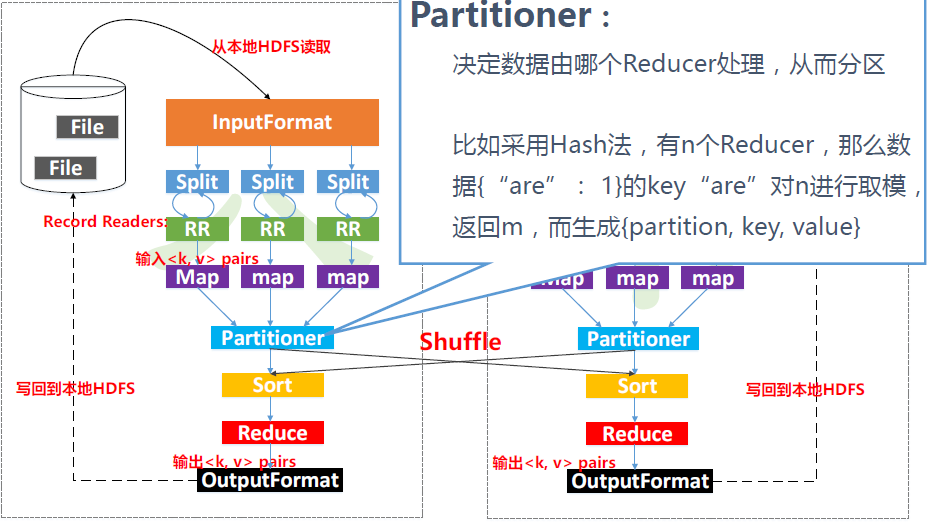 Partitioner：
决定数据由哪个Reducer处理，从而分区
比如采用Hash法，有n个Reducer，那么数
据{“are”：1}的key“are”对n进行取模，
返回m，而生成{partition, key, value}
从本地HDFS读取
File
File
InputFormat
Split
Split
Split
Record Readers:
RR
RR
RR
输入<k, v> pairs
Map
map
map
Partitioner
Shuffle
Sort
写回到本地HDFS
Reduce
输出<k, v> pairs
OutputFormat
Map
map
map
Partitioner
Sort
写回到本地HDFS
Reduce
输出<k, v> pairs
OutputFormat